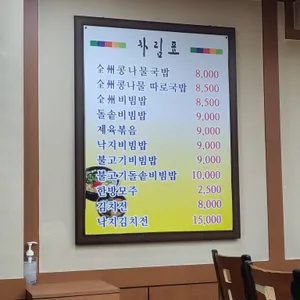 차림표
全州콩나물국밥 8,000
全州콩나물 따로국밥 8,500
全州비빔밥 8,500
돌솥비빔밥 9,000
제육볶음 9,000
낙지비빔밥 9,000
불고기비빔밥 9,000
불고기돌솥비빔밥 10,000
한방모주 2,500
김치전 8,000
낙치김치전 15,000